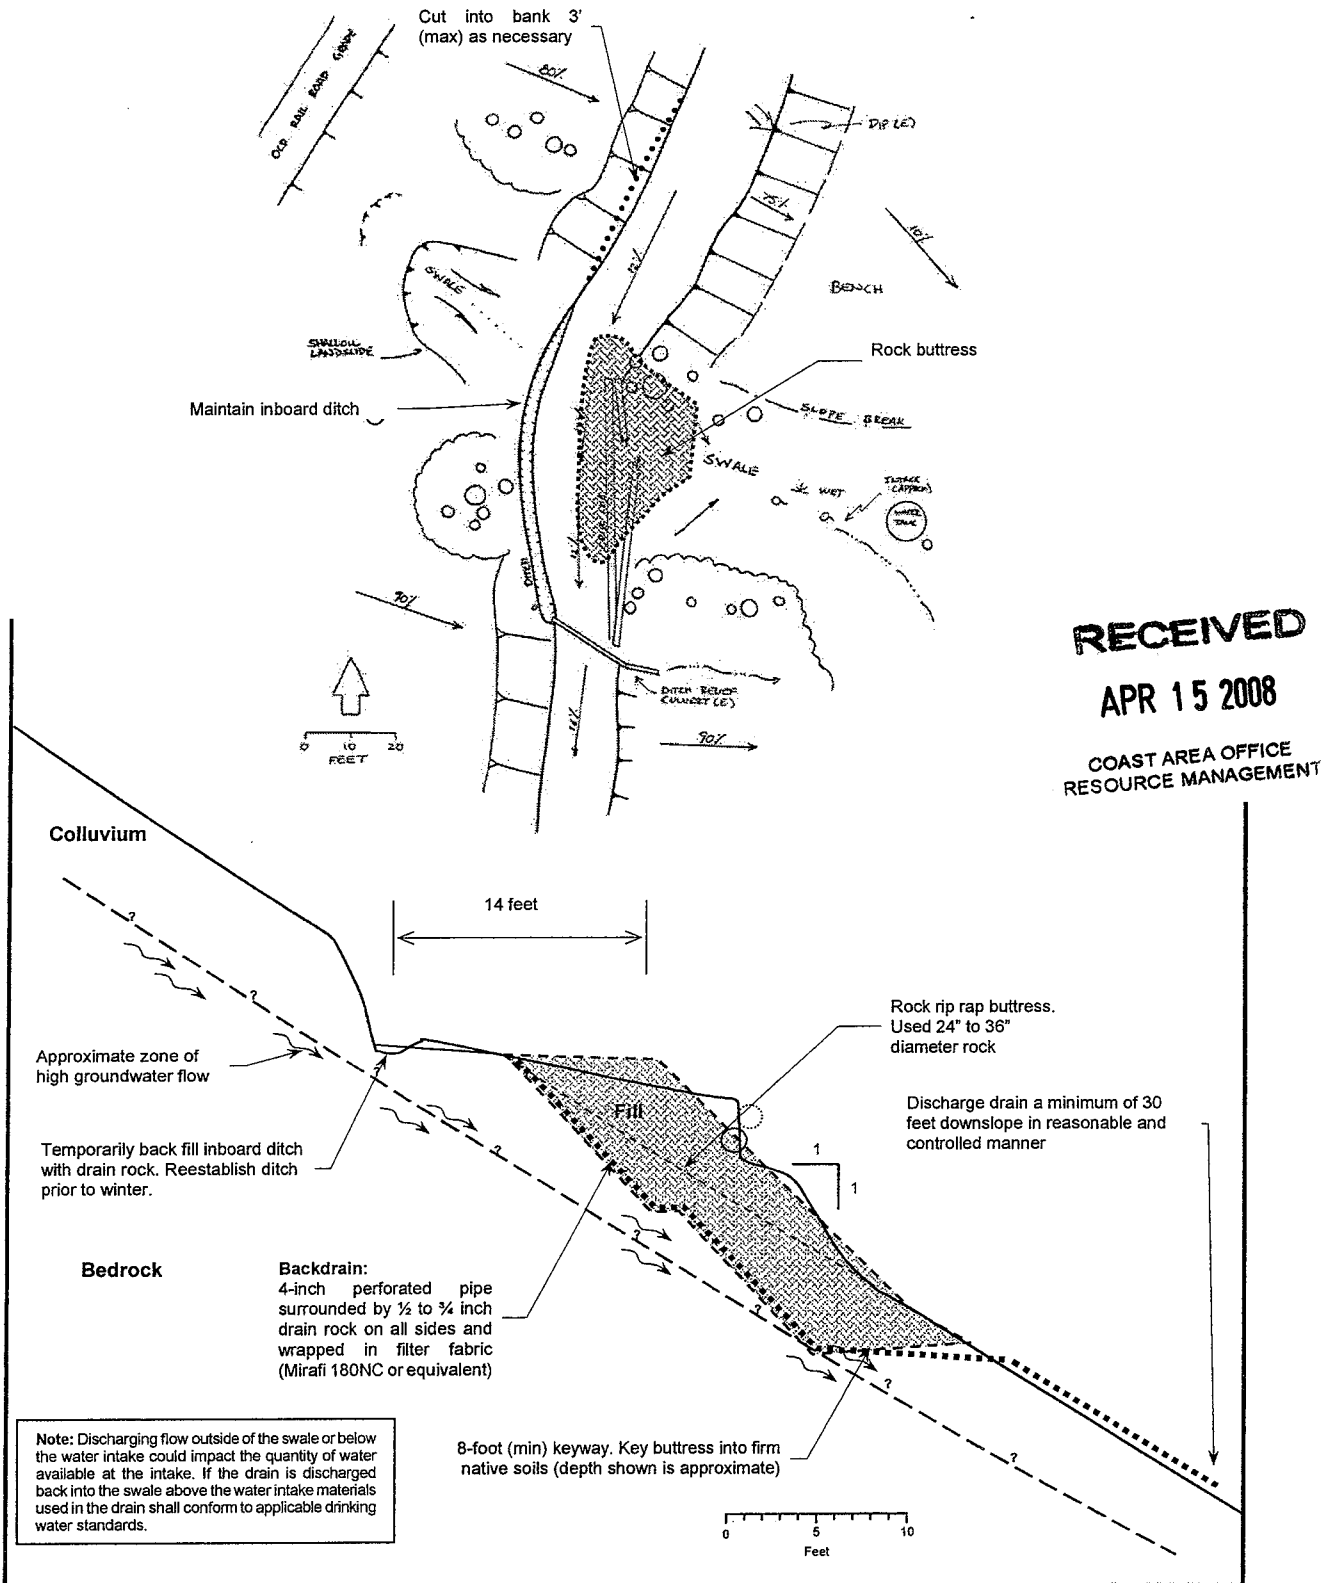 Cut into bank 3'
(max) as necessary
OLD RAIL ROAD GRADE
80%
DIP (E)
75%
10%
12%
SWALE
BENCH
SHALLOW
LANDSLIDE
Rock buttress
Maintain inboard ditch
SLOPE BREAK
SWALE
WET
INTAKE
(APPROX)
WATER
TANK
DITCH
90%
DITCH RELIEF
CULVERT (E)
14%
90%
0 10 20
FEET
RECEIVED
APR 15 2008
COAST AREA OFFICE
RESOURCE MANAGEMENT
Colluvium
14 feet
?
?
Rock rip rap buttress.
Used 24" to 36"
diameter rock
Approximate zone of
high groundwater flow
Fill
Discharge drain a minimum of 30
feet downslope in reasonable and
controlled manner
?
?
1
1
Temporarily back fill inboard ditch
with drain rock. Reestablish ditch
prior to winter.
?
Bedrock
Backdrain:
4-inch perforated pipe
surrounded by ½ to ¾ inch
drain rock on all sides and
wrapped in filter fabric
(Mirafi 180NC or equivalent)
?
?
?
Note: Discharging flow outside of the swale or below
the water intake could impact the quantity of water
available at the intake. If the drain is discharged
back into the swale above the water intake materials
used in the drain shall conform to applicable drinking
water standards.
8-foot (min) keyway. Key buttress into firm
native soils (depth shown is approximate)
0 5 10
Feet